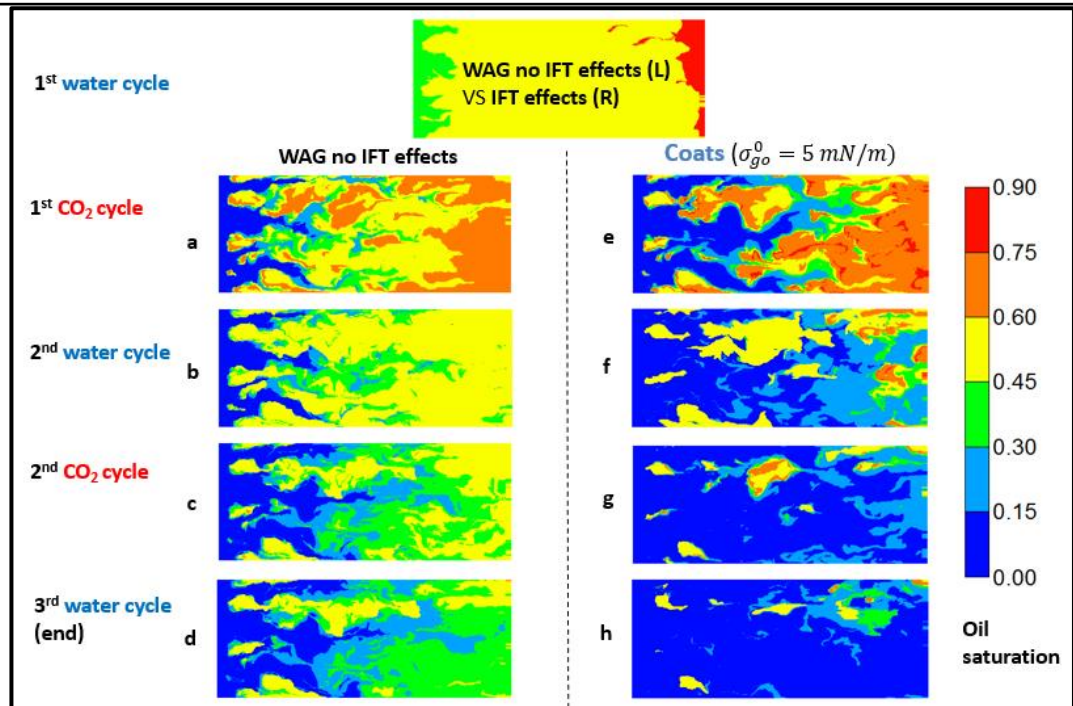 1st water cycle
WAG no IFT effects (L)
VS IFT effects (R)
WAG no IFT effects
Coats (σ⁰go = 5 mN/m)
1st CO2 cycle
a
e
2nd water cycle
b
f
2nd CO2 cycle
c
g
3rd water cycle
(end)
d
h
0.90
0.75
0.60
0.45
0.30
0.15
0.00
Oil
saturation